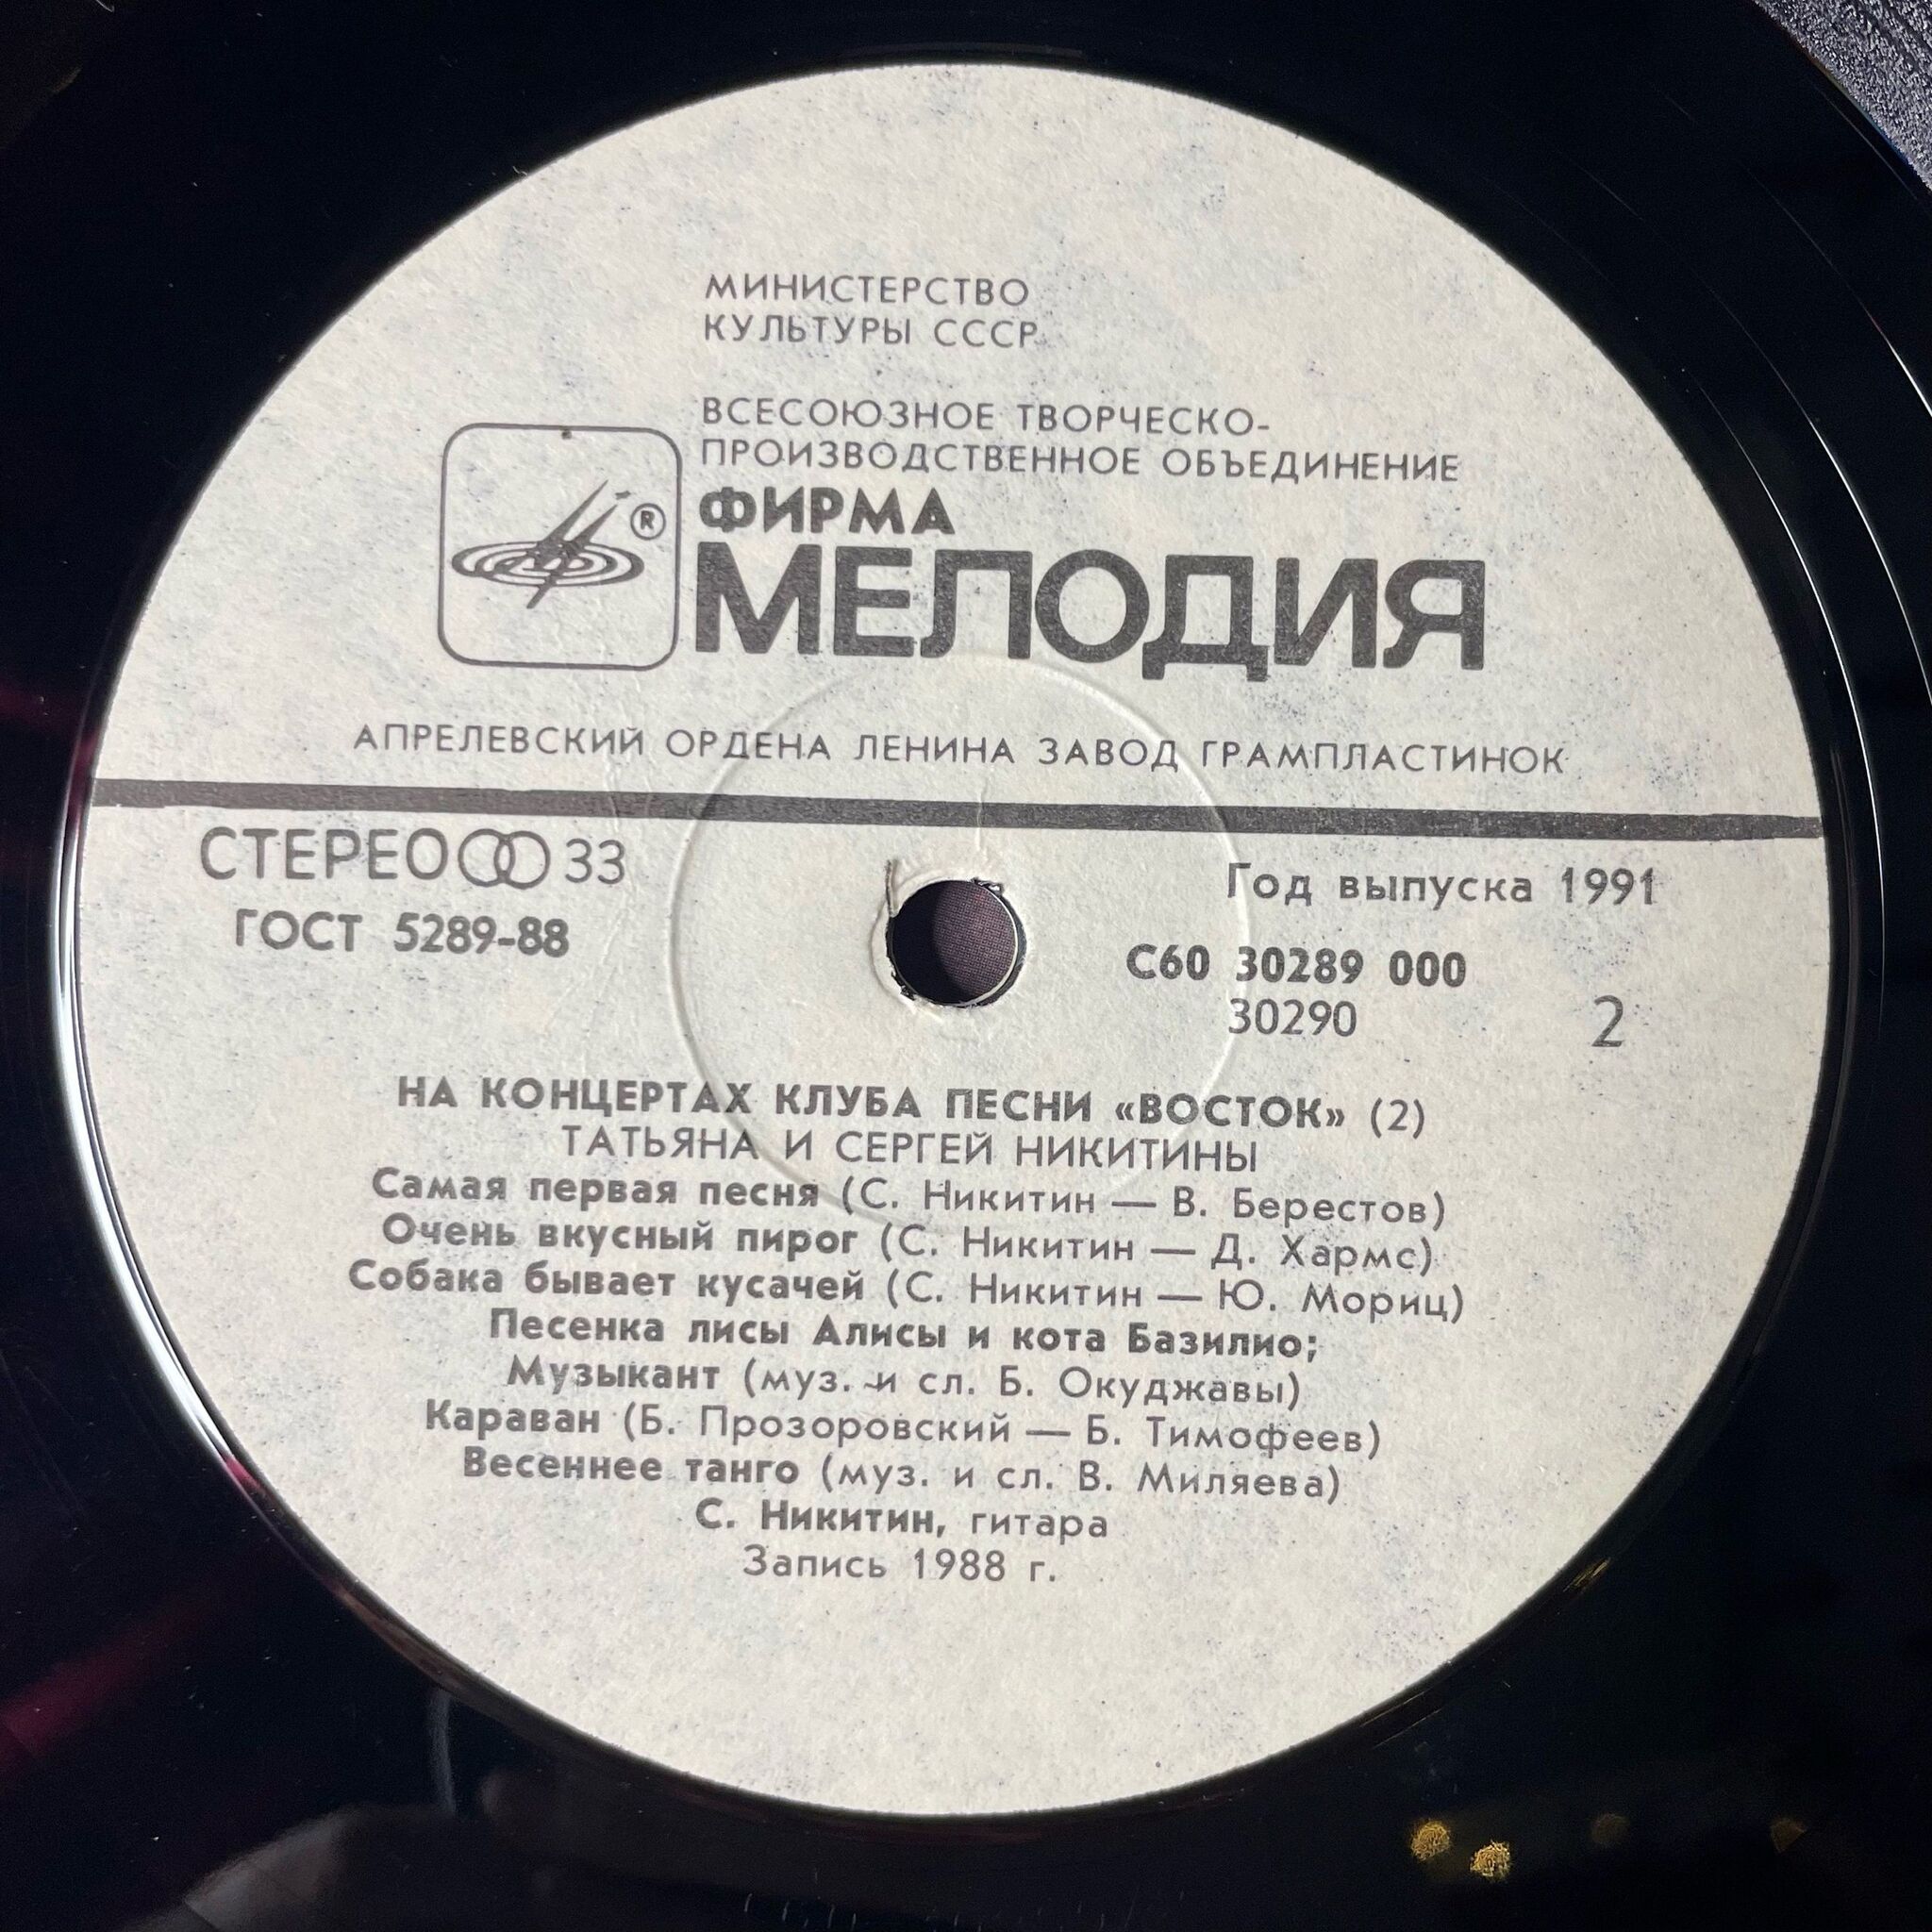 МИНИСТЕРСТВО
КУЛЬТУРЫ СССР
ВСЕСОЮЗНОЕ ТВОРЧЕСКО-
ПРОИЗВОДСТВЕННОЕ ОБЪЕДИНЕНИЕ
ФИРМА
®
МЕЛОДИЯ
АПРЕЛЕВСКИЙ ОРДЕНА ЛЕНИНА ЗАВОД ГРАМПЛАСТИНОК
СТЕРЕО 33
Год выпуска 1991
ГОСТ 5289-88
С60 30289 000
30290
2
НА КОНЦЕРТАХ КЛУБА ПЕСНИ «ВОСТОК» (2)
ТАТЬЯНА И СЕРГЕЙ НИКИТИНЫ
Самая первая песня (С. Никитин — В. Берестов)
Очень вкусный пирог (С. Никитин — Д. Хармс)
Собака бывает кусачей (С. Никитин — Ю. Мориц)
Песенка лисы Алисы и кота Базилио;
Музыкант (муз. и сл. Б. Окуджавы)
Караван (Б. Прозоровский — Б. Тимофеев)
Весеннее танго (муз. и сл. В. Миляева)
С. Никитин, гитара
Запись 1988 г.